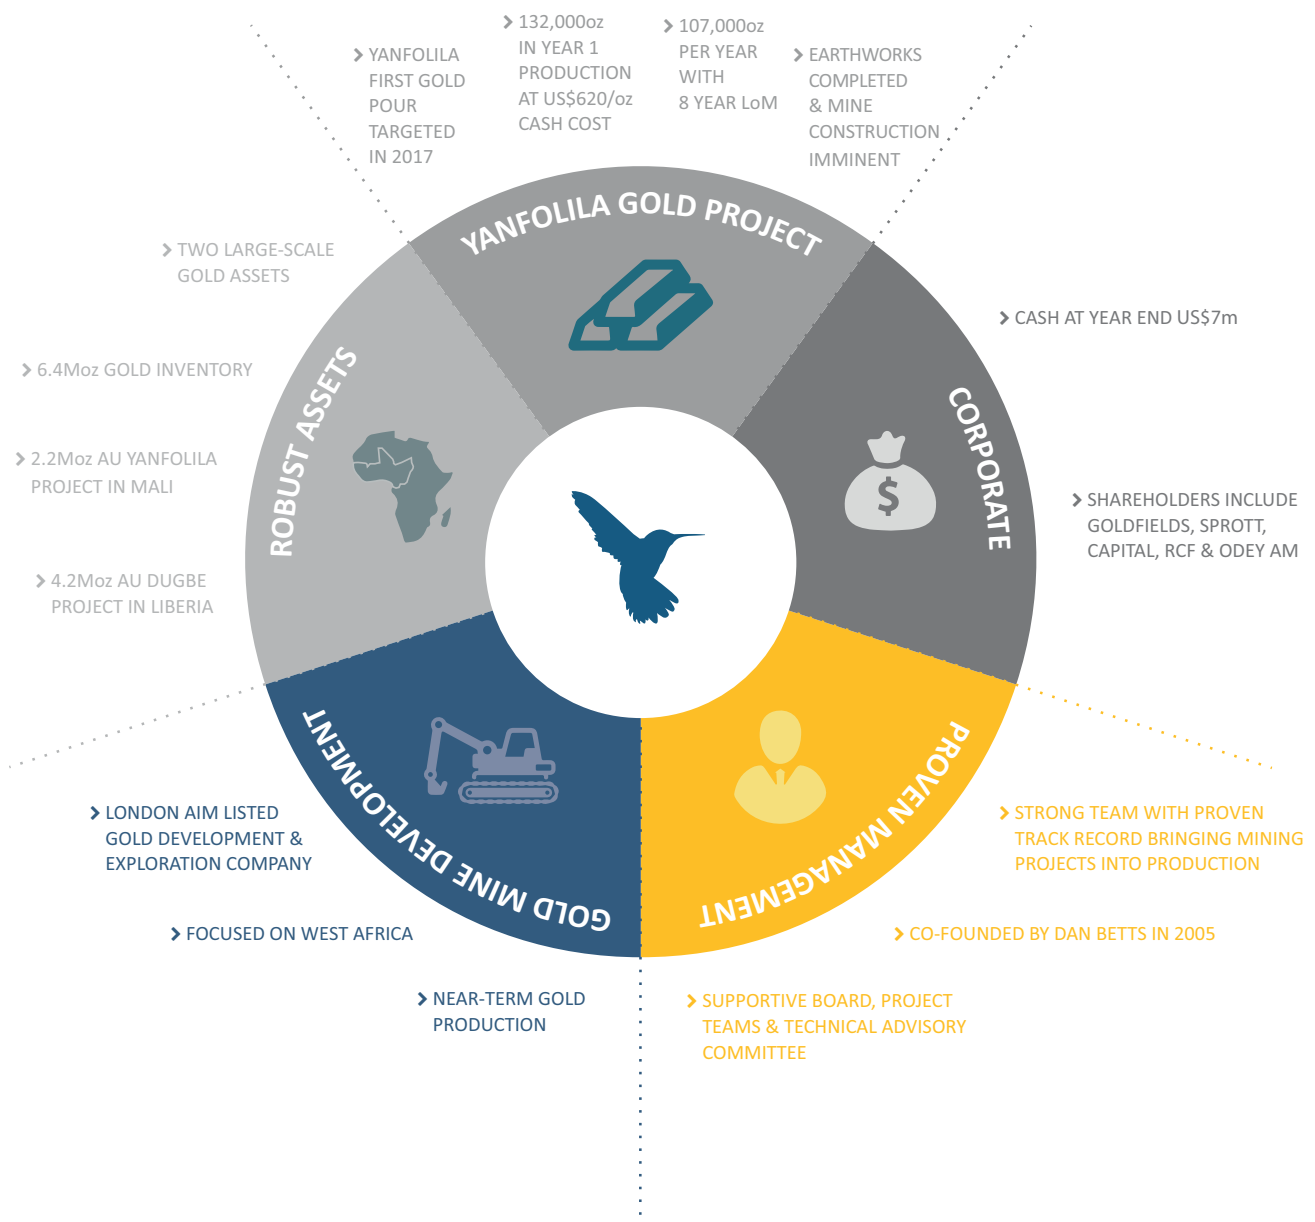 > YANFOLILA
FIRST GOLD
POUR
TARGETED
IN 2017
> 132,000oz
IN YEAR 1
PRODUCTION
AT US$620/oz
CASH COST
> 107,000oz
PER YEAR
WITH
8 YEAR LoM
> EARTHWORKS
COMPLETED
& MINE
CONSTRUCTION
IMMINENT
YANFOLILA GOLD PROJECT
> TWO LARGE-SCALE
GOLD ASSETS
> 6.4Moz GOLD INVENTORY
> 2.2Moz AU YANFOLILA
PROJECT IN MALI
> 4.2Moz AU DUGBE
PROJECT IN LIBERIA
ROBUST ASSETS
CORPORATE
$
> CASH AT YEAR END US$7m
> SHAREHOLDERS INCLUDE
GOLDFIELDS, SPROTT,
CAPITAL, RCF & ODEY AM
GOLD MINE DEVELOPMENT
> LONDON AIM LISTED
GOLD DEVELOPMENT &
EXPLORATION COMPANY
> FOCUSED ON WEST AFRICA
> NEAR-TERM GOLD
PRODUCTION
PROVEN MANAGEMENT
> STRONG TEAM WITH PROVEN
TRACK RECORD BRINGING MINING
PROJECTS INTO PRODUCTION
> CO-FOUNDED BY DAN BETTS IN 2005
> SUPPORTIVE BOARD, PROJECT
TEAMS & TECHNICAL ADVISORY
COMMITTEE